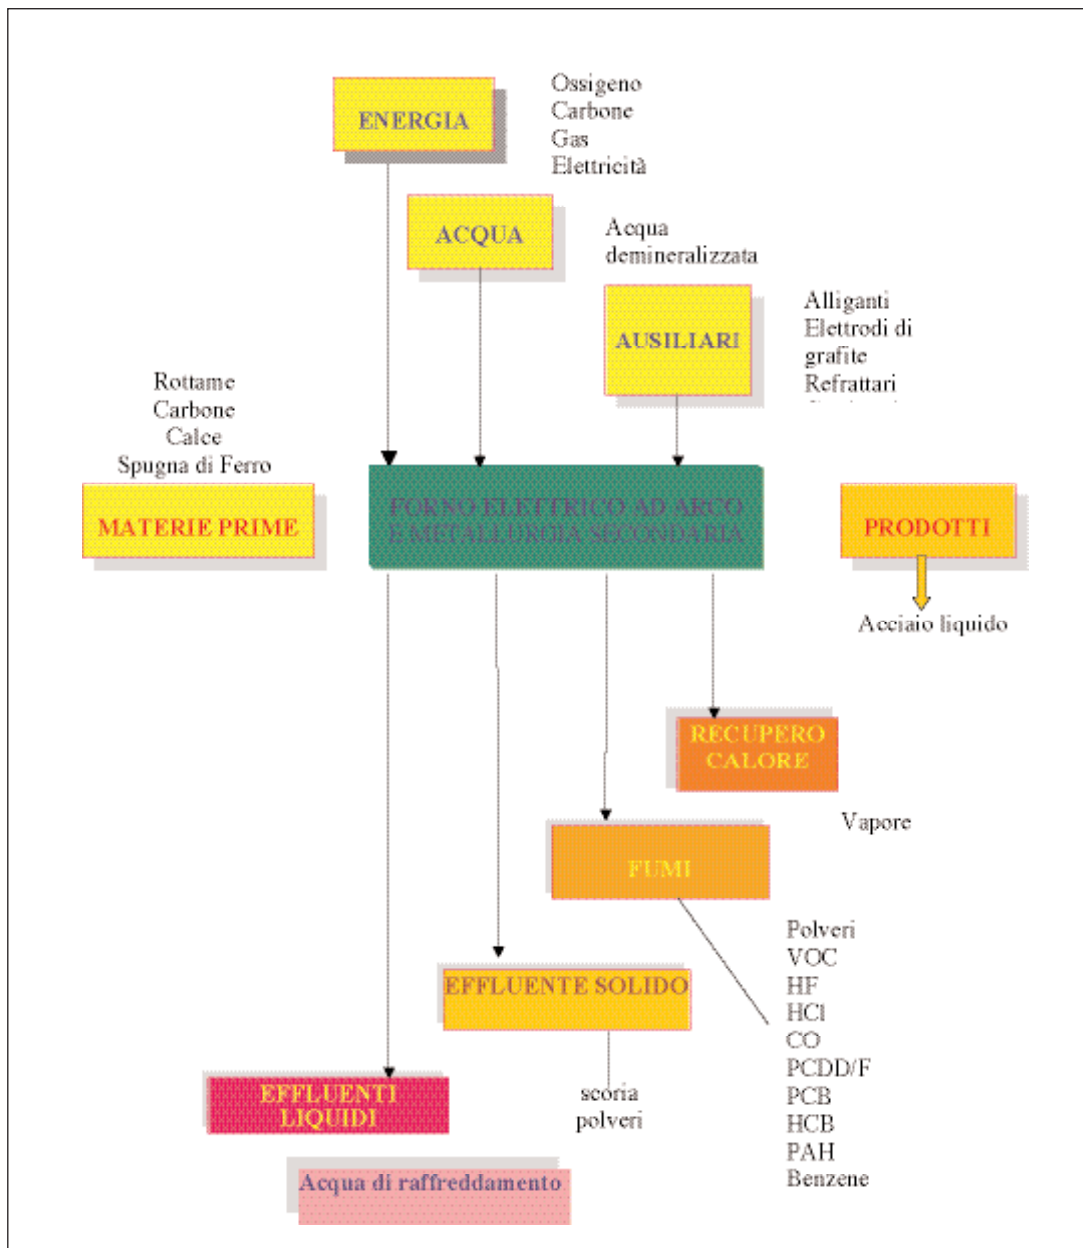 ENERGIA
Ossigeno
Carbone
Gas
Elettricità
ACQUA
Acqua
demineralizzata
AUSILIARI
Alliganti
Elettrodi di
grafite
Refrattari
Rottame
Carbone
Calce
Spugna di Ferro
MATERIE PRIME
FORNO ELETTRICO AD ARCO
E METALLURGIA SECONDARIA
PRODOTTI
Acciaio liquido
RECUPERO
CALORE
Vapore
FUMI
Polveri
VOC
HF
HCl
CO
PCDD/F
PCB
HCB
PAH
Benzene
EFFLUENTE SOLIDO
scoria
polveri
EFFLUENTI
LIQUIDI
Acqua di raffreddamento